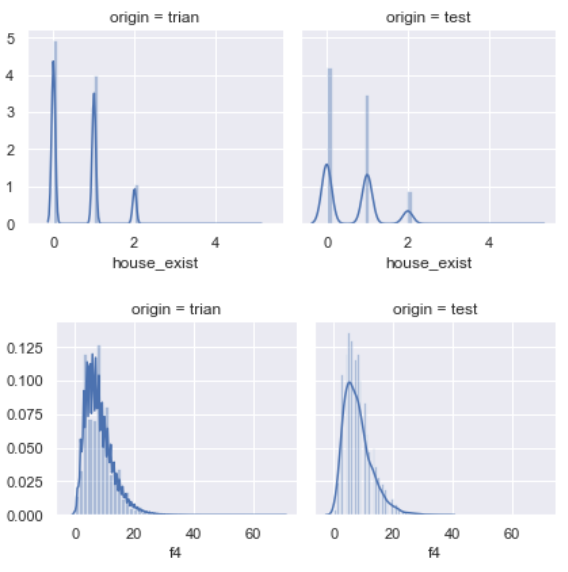 origin = trian origin = test
5
4
3
2
1
0
0 2 4 0 2 4
house_exist house_exist
origin = trian origin = test
0.125
0.100
0.075
0.050
0.025
0.000
0 20 40 60 0 20 40 60
f4 f4